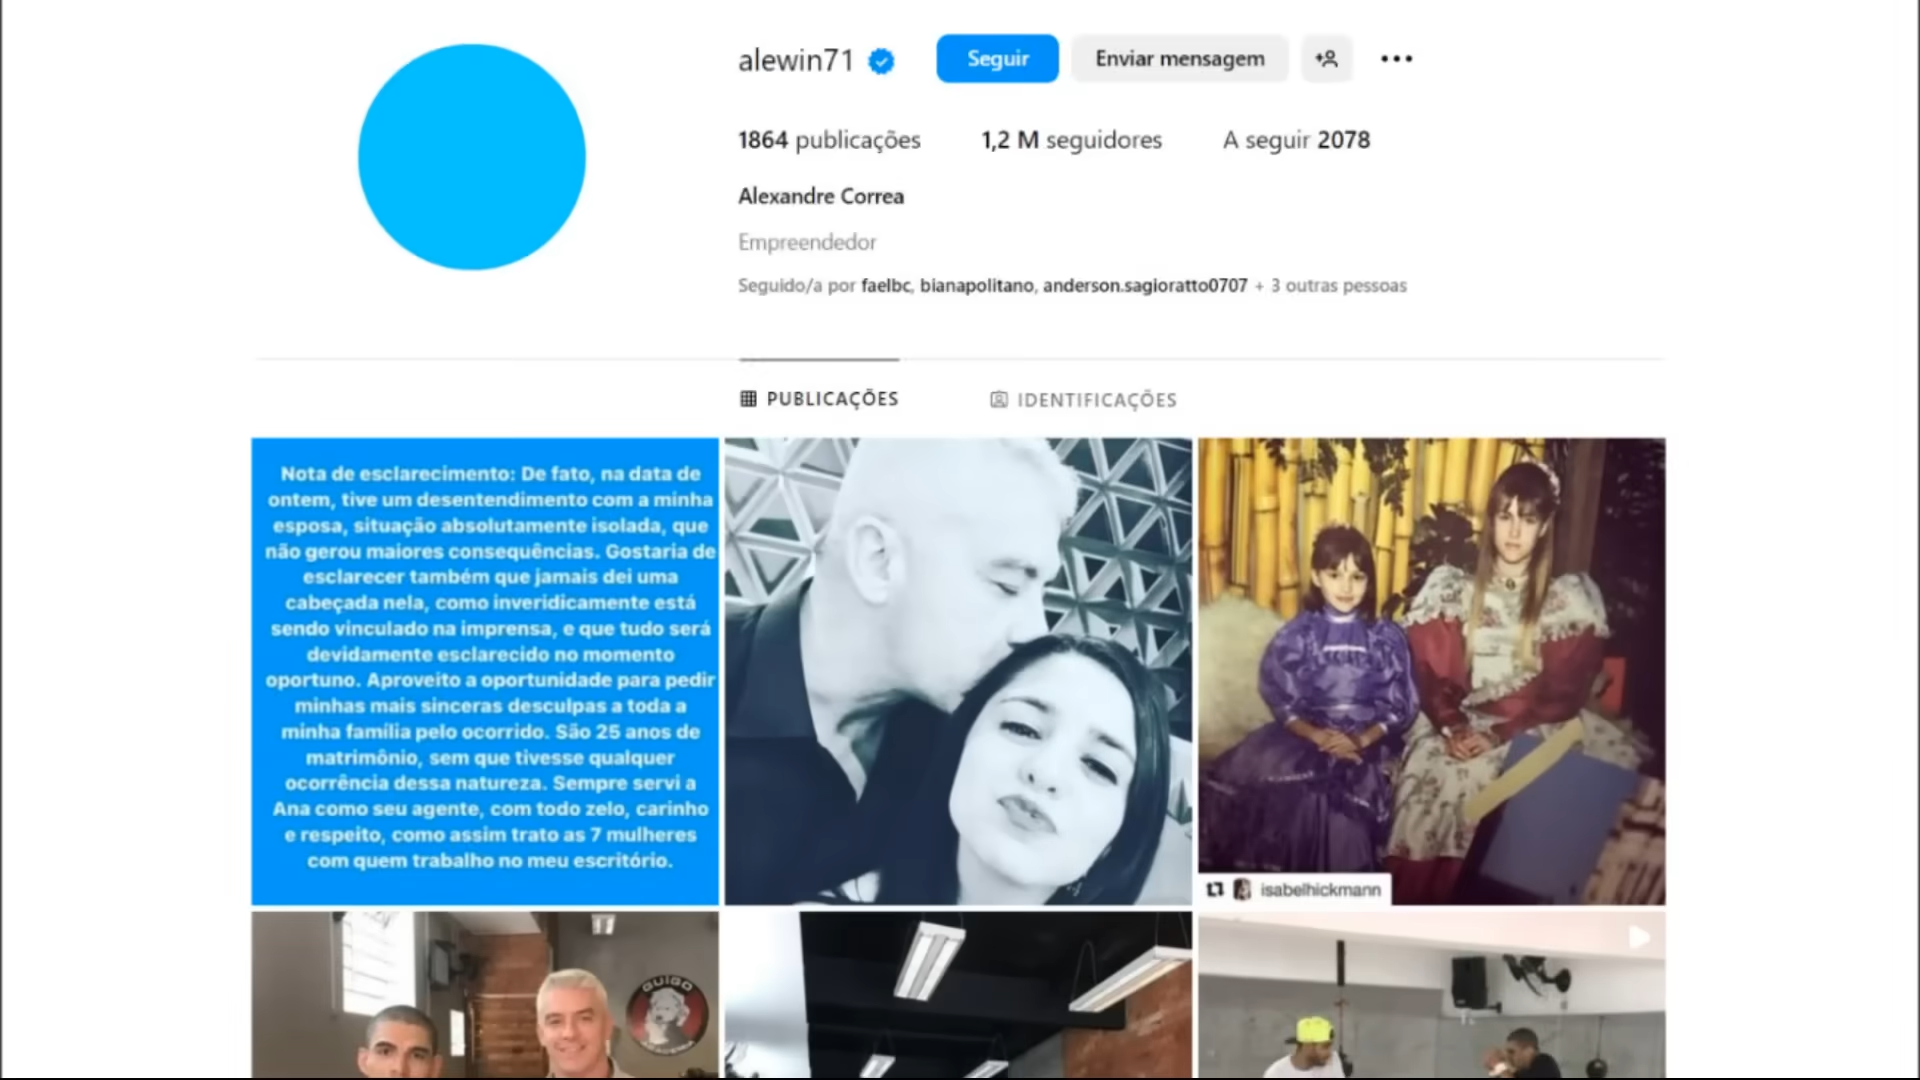 alewin71
Seguir
Enviar mensagem
1864 publicações
1,2 M seguidores
A seguir 2078
Alexandre Correa
Empreendedor
Seguido/a por faelbc, bianapolitano, anderson.sagioratto0707 + 3 outras pessoas
PUBLICAÇÕES
IDENTIFICAÇÕES
Nota de esclarecimento: De fato, na data de
ontem, tive um desentendimento com a minha
esposa, situação absolutamente isolada, que
não gerou maiores consequências. Gostaria de
esclarecer também que jamais dei uma
cabeçada nela, como inveridicamente está
sendo vinculado na imprensa, e que tudo será
devidamente esclarecido no momento
oportuno. Aproveito a oportunidade para pedir
minhas mais sinceras desculpas a toda a
minha família pelo ocorrido. São 25 anos de
matrimônio, sem que tivesse qualquer
ocorrência dessa natureza. Sempre servi a
Ana como seu agente, com todo zelo, carinho
e respeito, como assim trato as 7 mulheres
com quem trabalho no meu escritório.
isabelhickmann
GUIGO